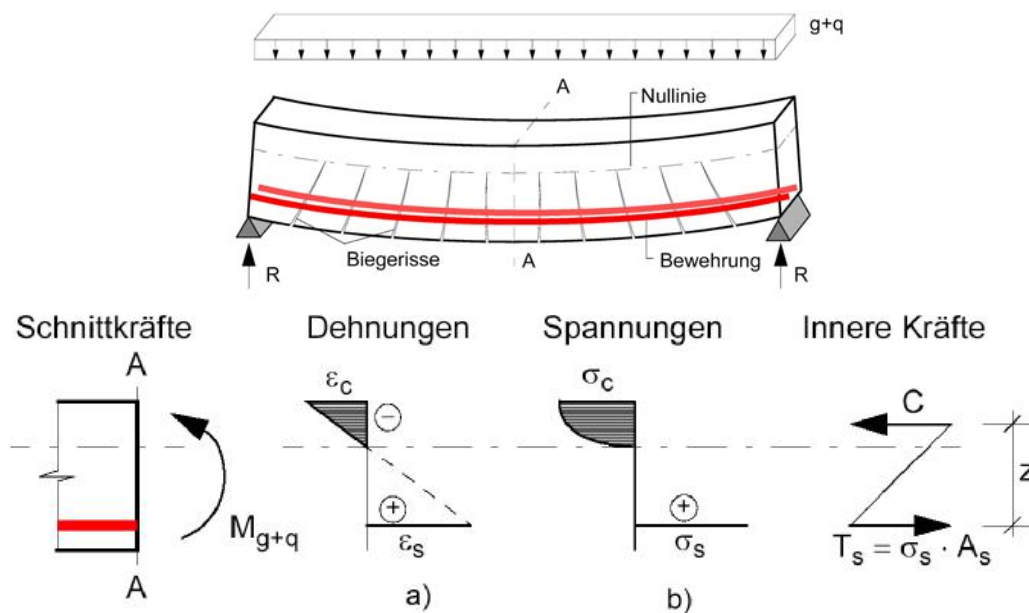 g+q
A
Nullinie
Biegerisse
A
Bewehrung
R
R
Schnittkräfte
Dehnungen
Spannungen
Innere Kräfte
A
εc
σc
C
−
z
+
+
Mg+q
εs
σs
Ts = σs · As
A
a)
b)